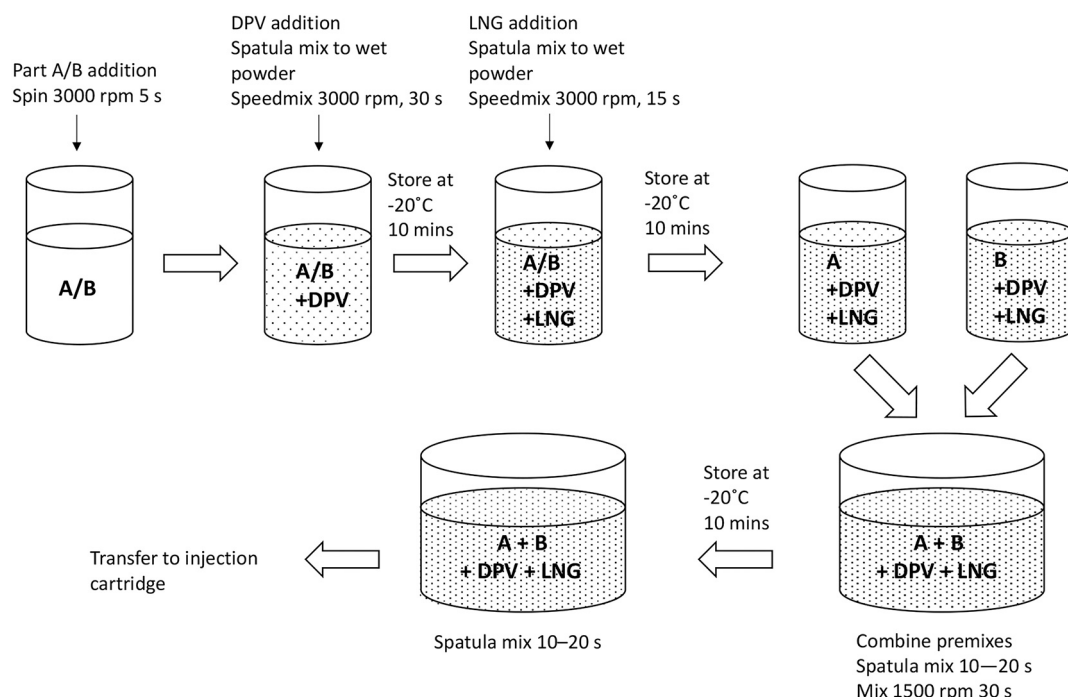 Part A/B addition
Spin 3000 rpm 5 s
DPV addition
Spatula mix to wet
powder
Speedmix 3000 rpm, 30 s
LNG addition
Spatula mix to wet
powder
Speedmix 3000 rpm, 15 s
Store at
-20˚C
10 mins
Store at
-20˚C
10 mins
A/B
A/B
+DPV
A/B
+DPV
+LNG
A
+DPV
+LNG
B
+DPV
+LNG
A + B
+ DPV + LNG
Combine premixes
Spatula mix 10—20 s
Mix 1500 rpm 30 s
Store at
-20˚C
10 mins
A + B
+ DPV + LNG
Spatula mix 10–20 s
Transfer to injection
cartridge